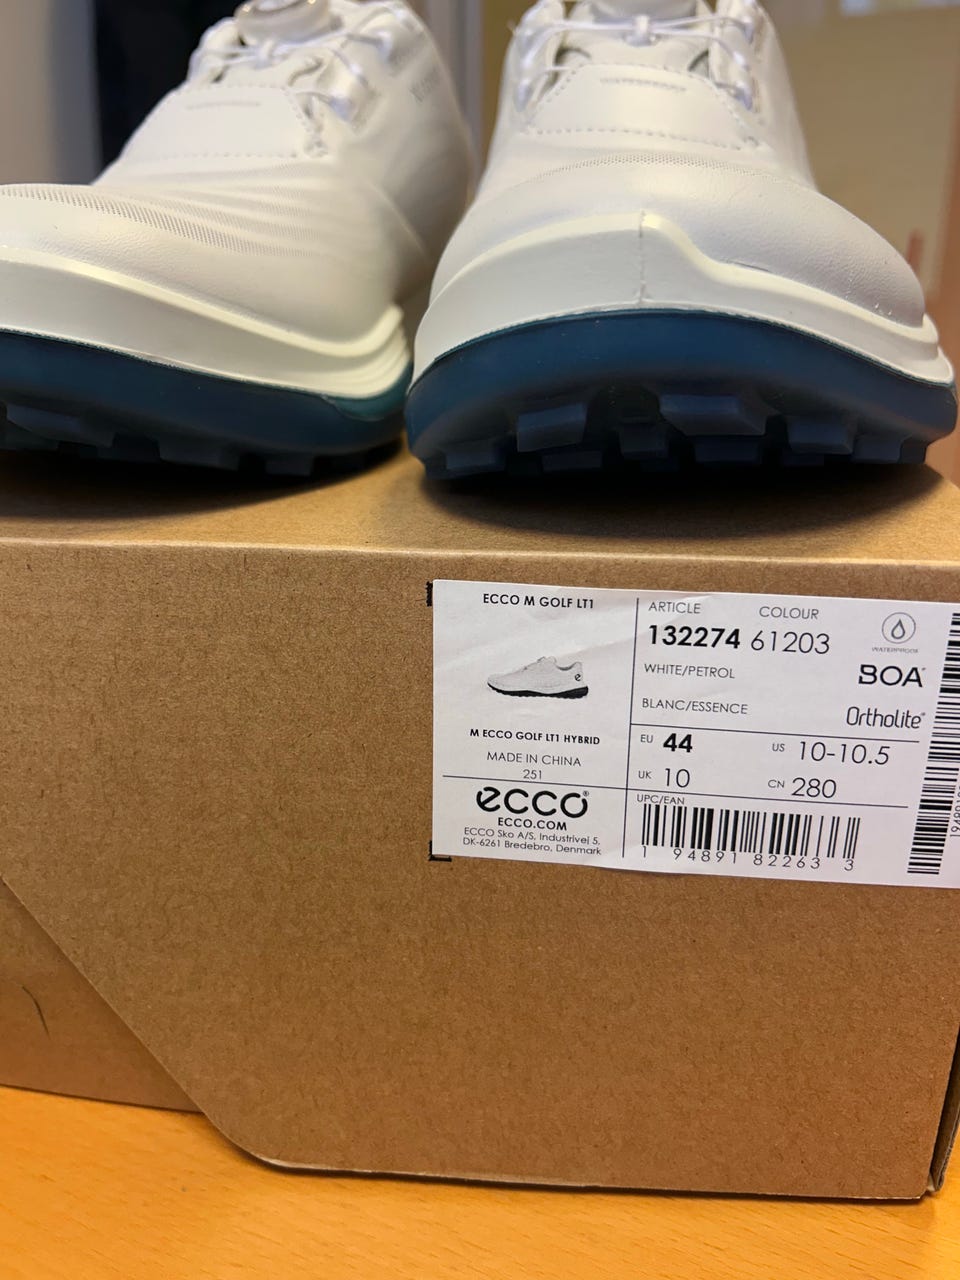 ECCO M GOLF LT1
M ECCO GOLF LT1 HYBRID
MADE IN CHINA
251
ecco®
ECCO.COM
ECCO Sko A/S, Industrivej 5,
DK-6261 Bredebro, Denmark
ARTICLE COLOUR
132274 61203
WHITE/PETROL
BLANC/ESSENCE
WATERPROOF
BOA®
Ortholite®
EU 44 US 10-10.5
UK 10 CN 280
UPC/EAN
1 94891 82263 3